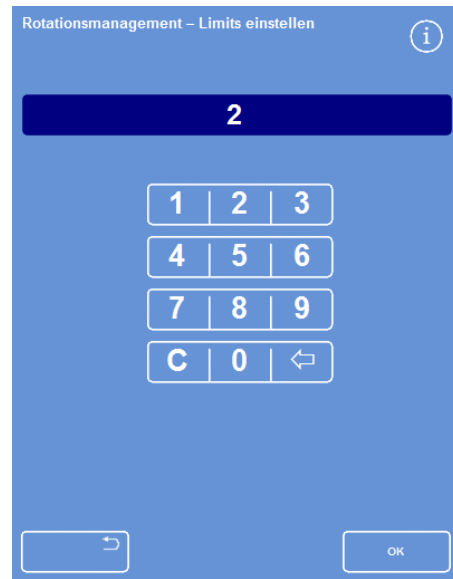 Rotationsmanagement – Limits einstellen
i
2
1 2 3
4 5 6
7 8 9
C 0
OK